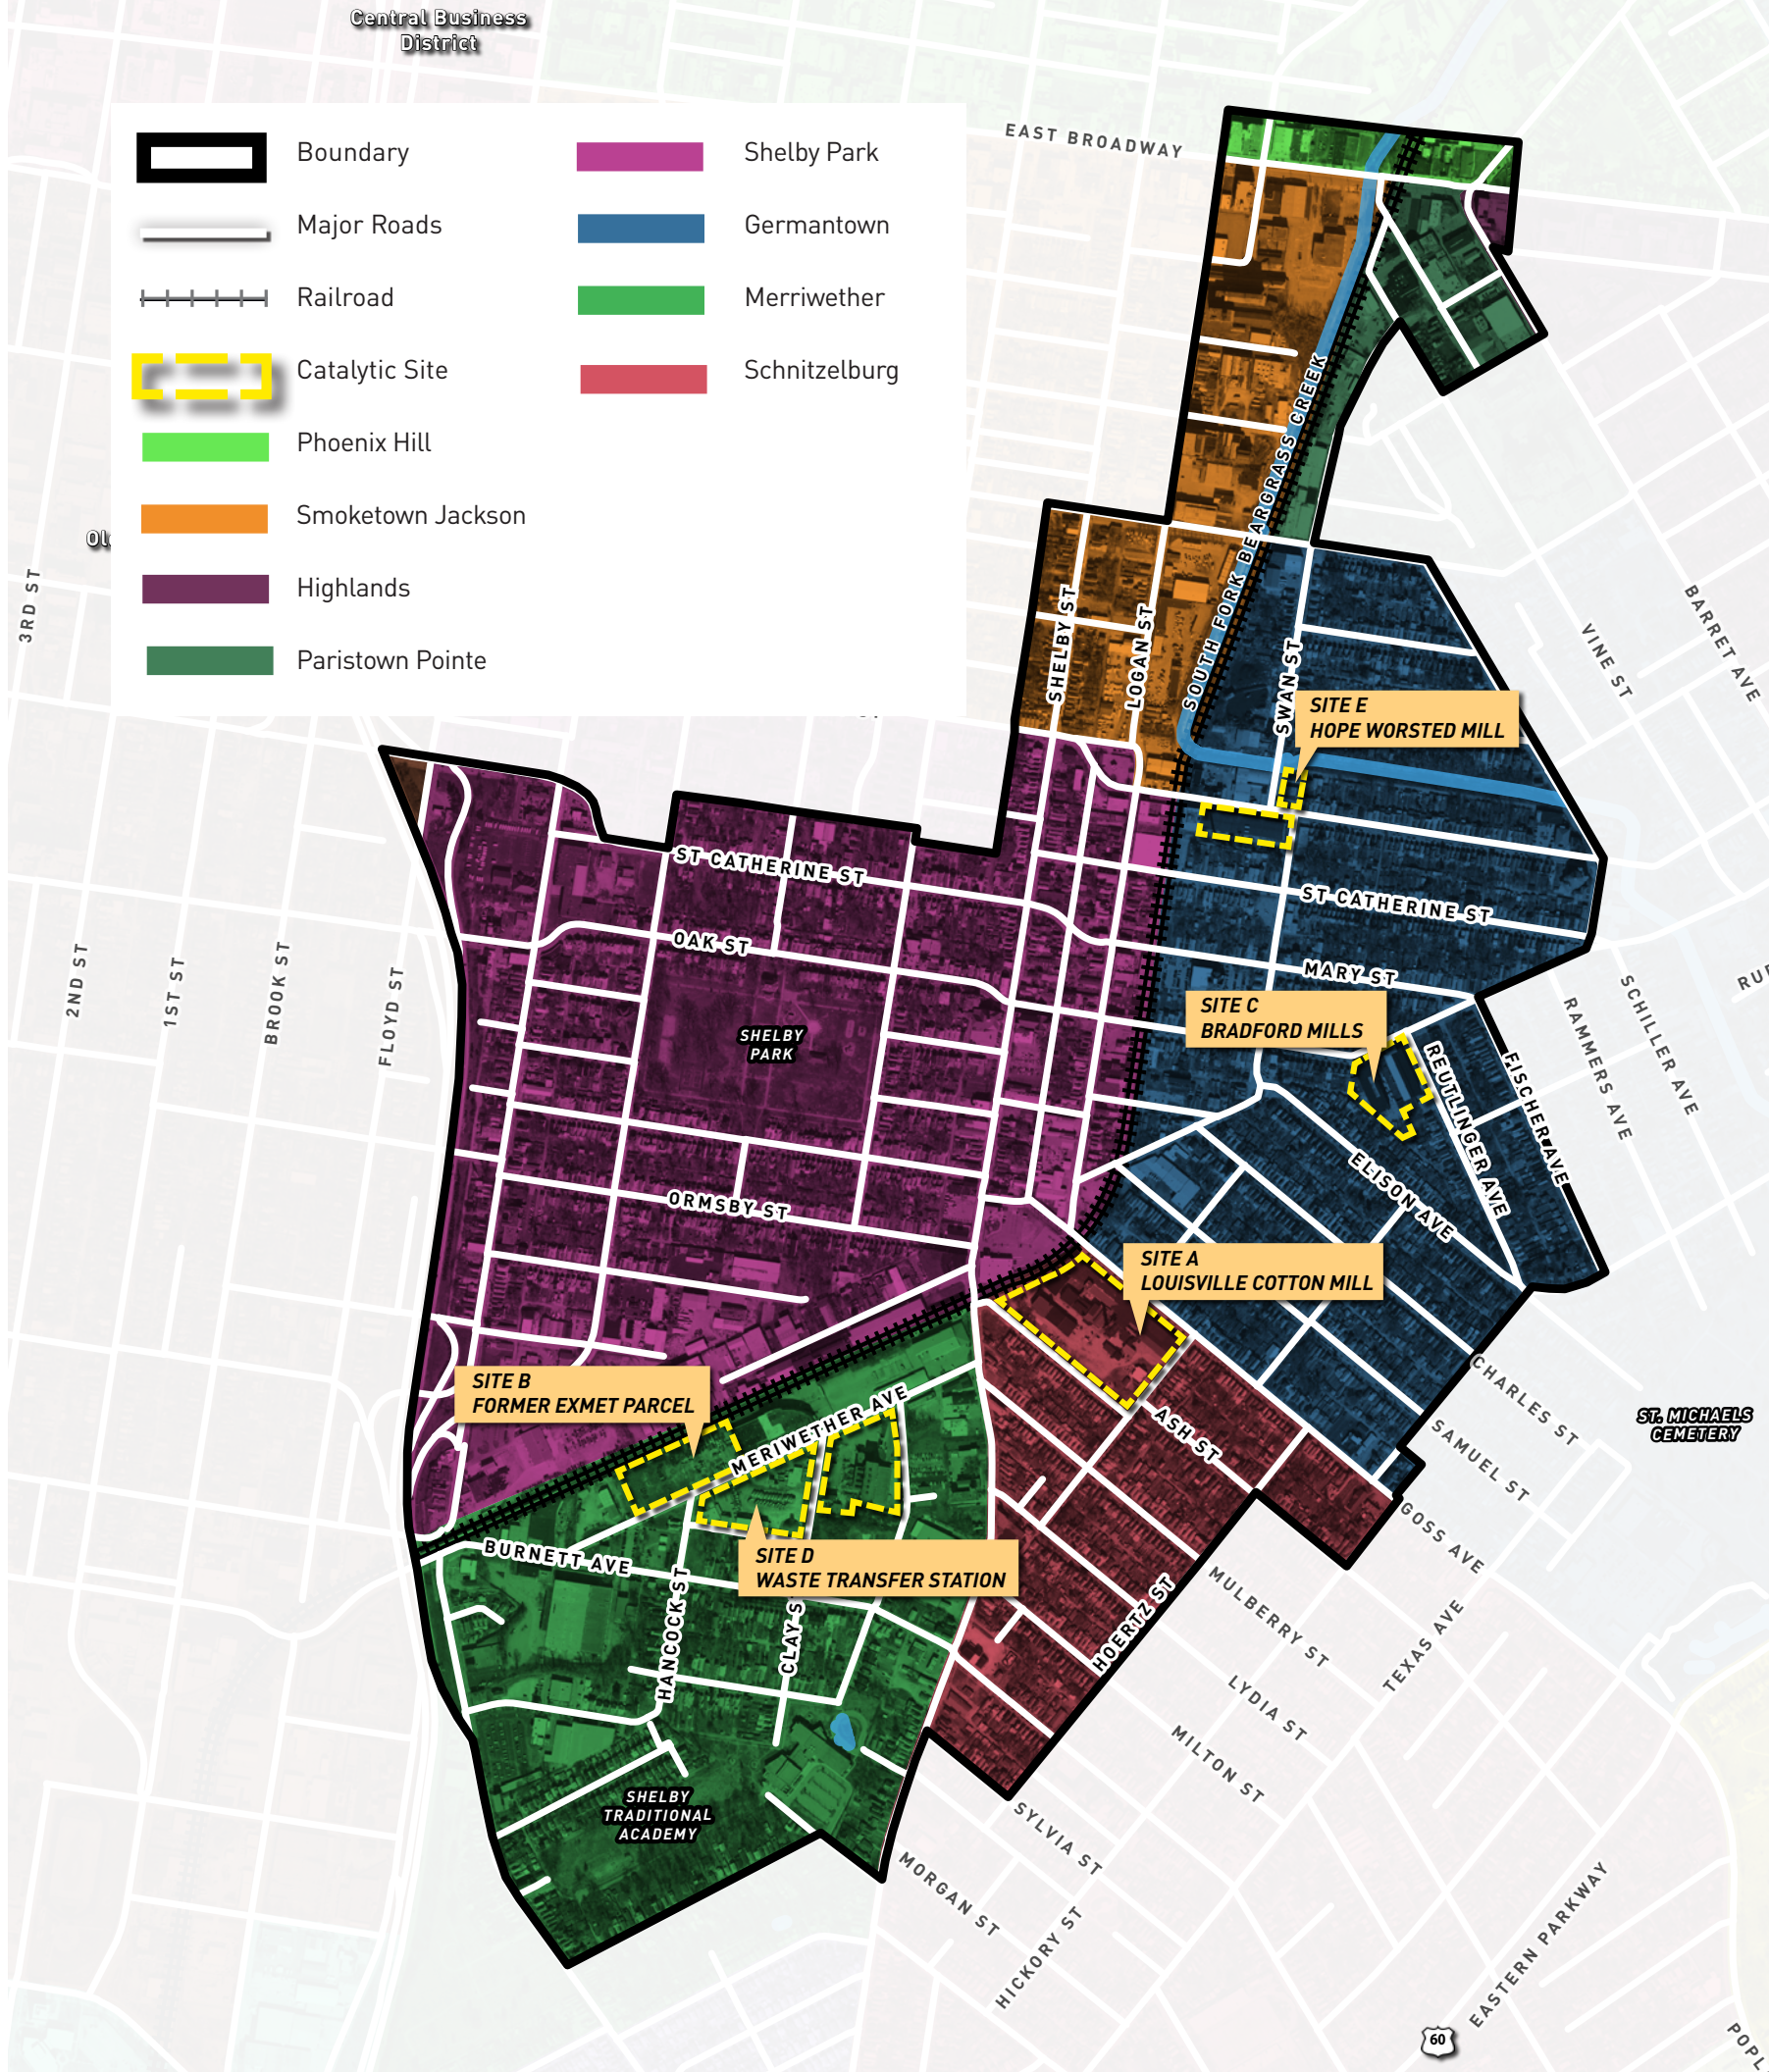 Central Business
District
EAST BROADWAY
Boundary
Major Roads
Railroad
Catalytic Site
Phoenix Hill
Smoketown Jackson
Highlands
Paristown Pointe
Shelby Park
Germantown
Merriwether
Schnitzelburg
3RD ST
2ND ST
1ST ST
BROOK ST
FLOYD ST
SHELBY ST
LOGAN ST
SOUTH FORK BEARGRASS CREEK
SWAN ST
VINE ST
BARRET AVE
SITE E
HOPE WORSTED MILL
ST CATHERINE ST
ST CATHERINE ST
OAK ST
MARY ST
SHELBY
PARK
SITE C
BRADFORD MILLS
REUTLINGER AVE
FISCHER AVE
RAMMERS AVE
SCHILLER AVE
ELISON AVE
ORMSBY ST
SITE A
LOUISVILLE COTTON MILL
SITE B
FORMER EXMET PARCEL
MERIWETHER AVE
ASH ST
CHARLES ST
SAMUEL ST
GOSS AVE
ST. MICHAELS
CEMETERY
BURNETT AVE
SITE D
WASTE TRANSFER STATION
HANCOCK ST
CLAY S
HOERTZ ST
MULBERRY ST
TEXAS AVE
LYDIA ST
MILTON ST
SHELBY
TRADITIONAL
ACADEMY
SYLVIA ST
MORGAN ST
HICKORY ST
EASTERN PARKWAY
60